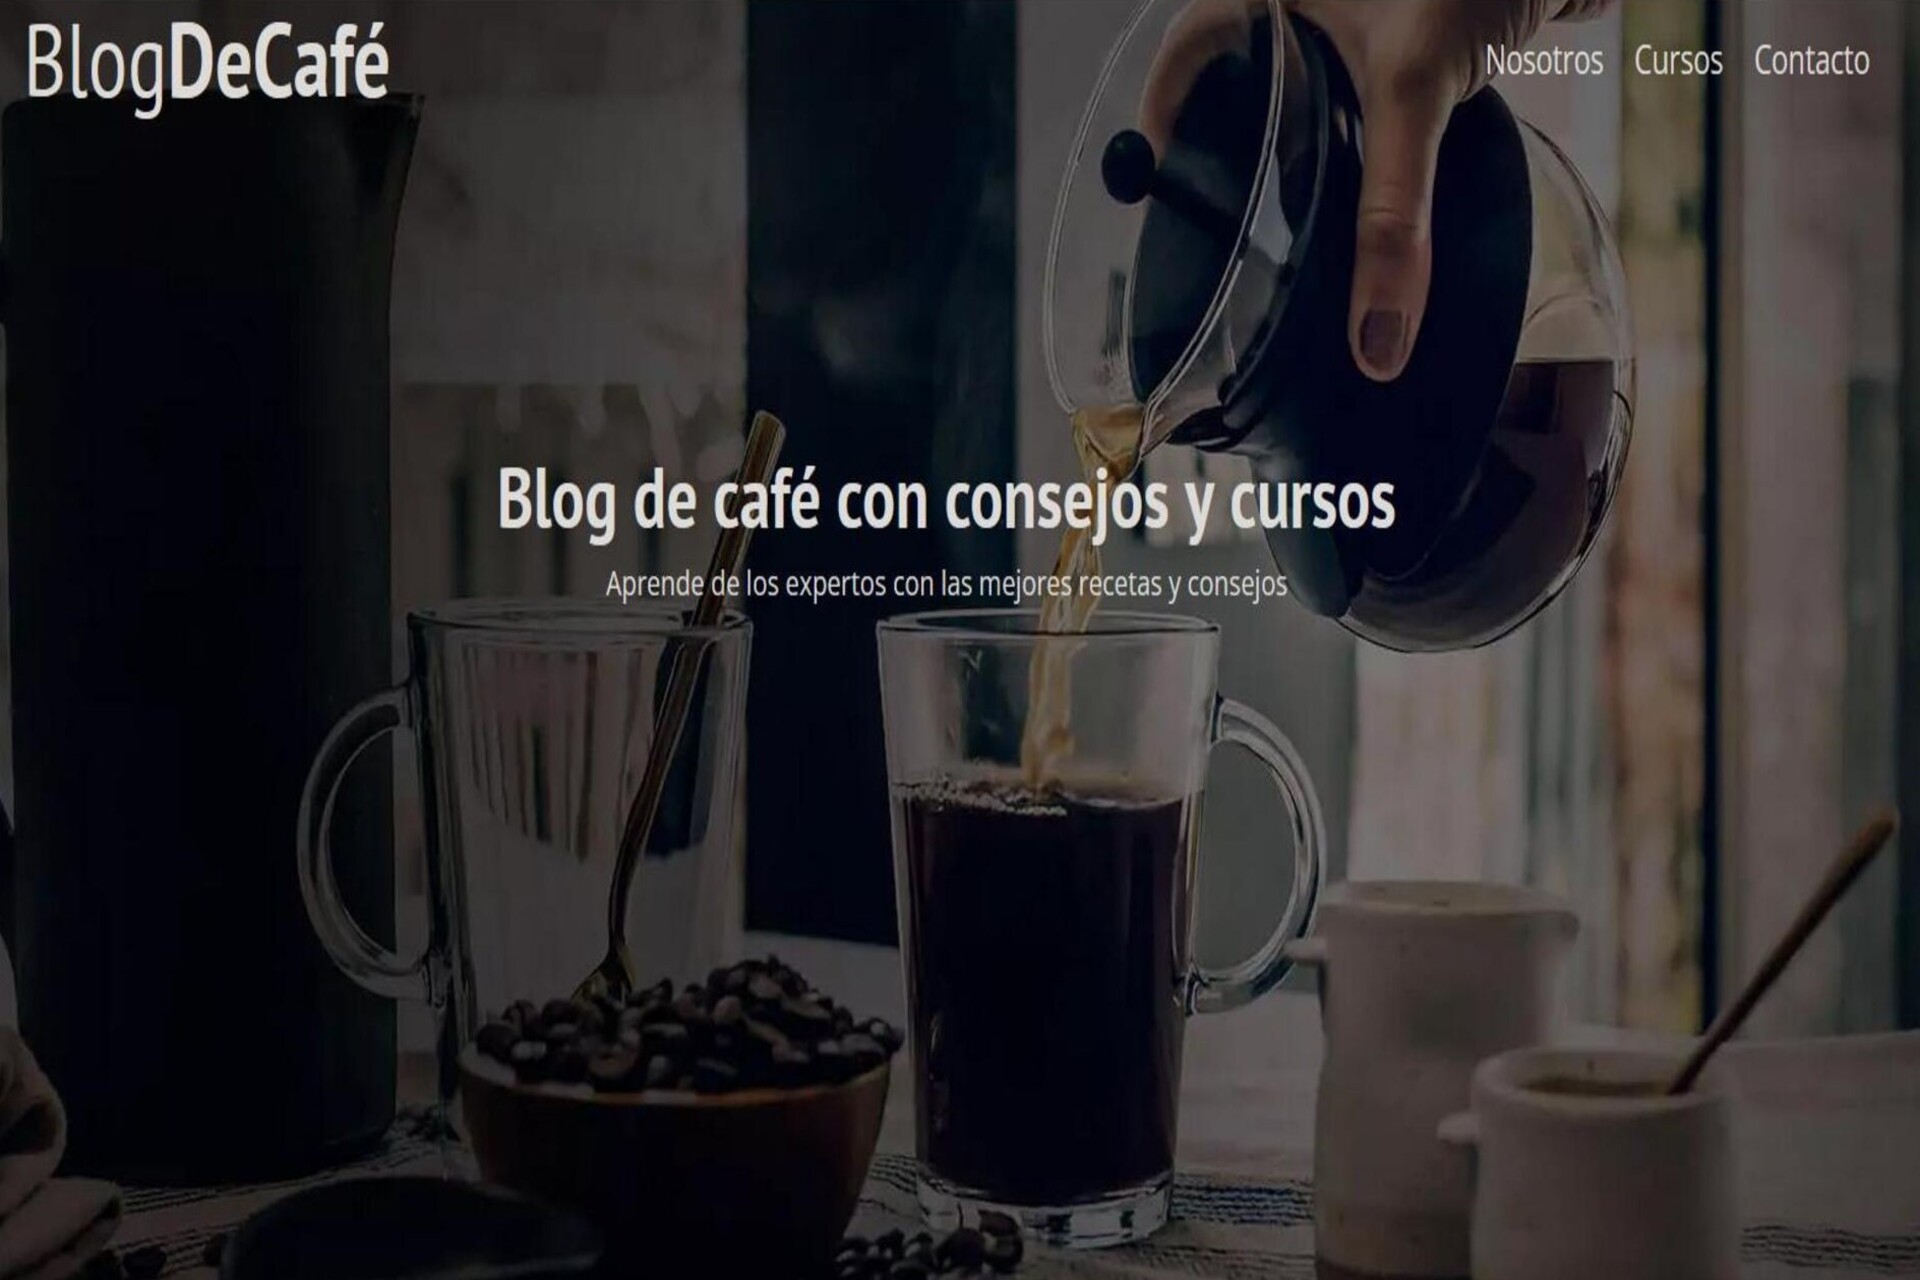 BlogDeCafé
Nosotros Cursos Contacto
Blog de café con consejos y cursos
Aprende de los expertos con las mejores recetas y consejos